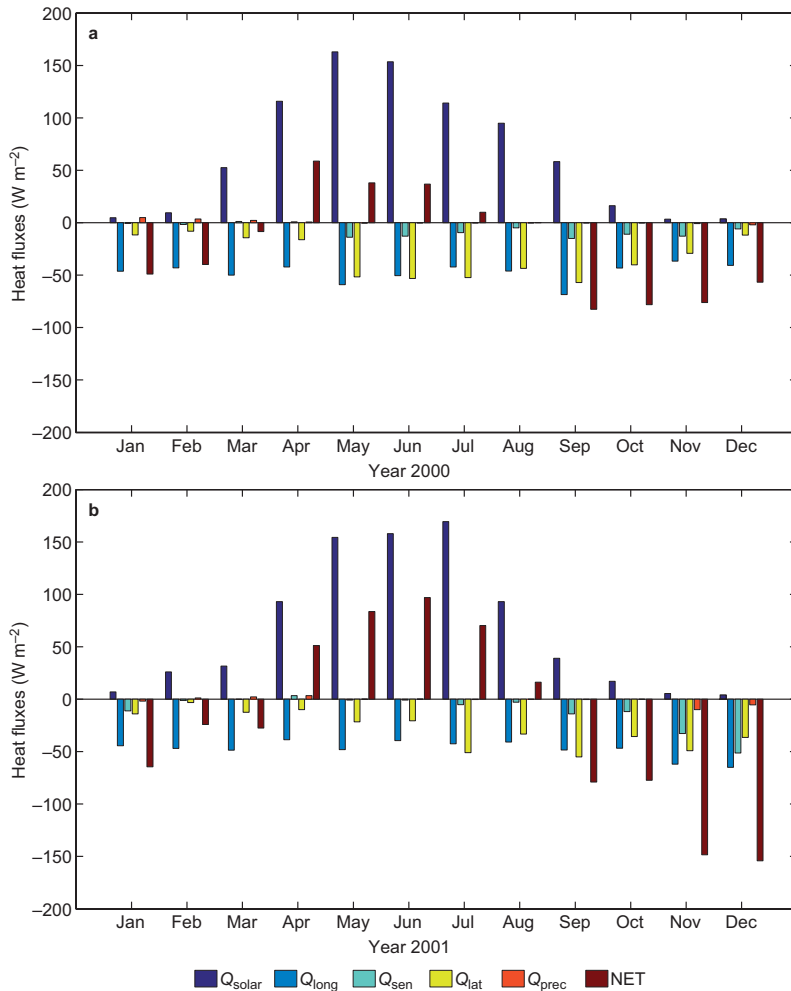 a
Heat fluxes (W m–2)
200
150
100
50
0
–50
–100
–150
–200
Jan Feb Mar Apr May Jun Jul Aug Sep Oct Nov Dec
Year 2000
b
Heat fluxes (W m–2)
200
150
100
50
0
–50
–100
–150
–200
Jan Feb Mar Apr May Jun Jul Aug Sep Oct Nov Dec
Year 2001
Qsolar Qlong Qsen Qlat Qprec NET